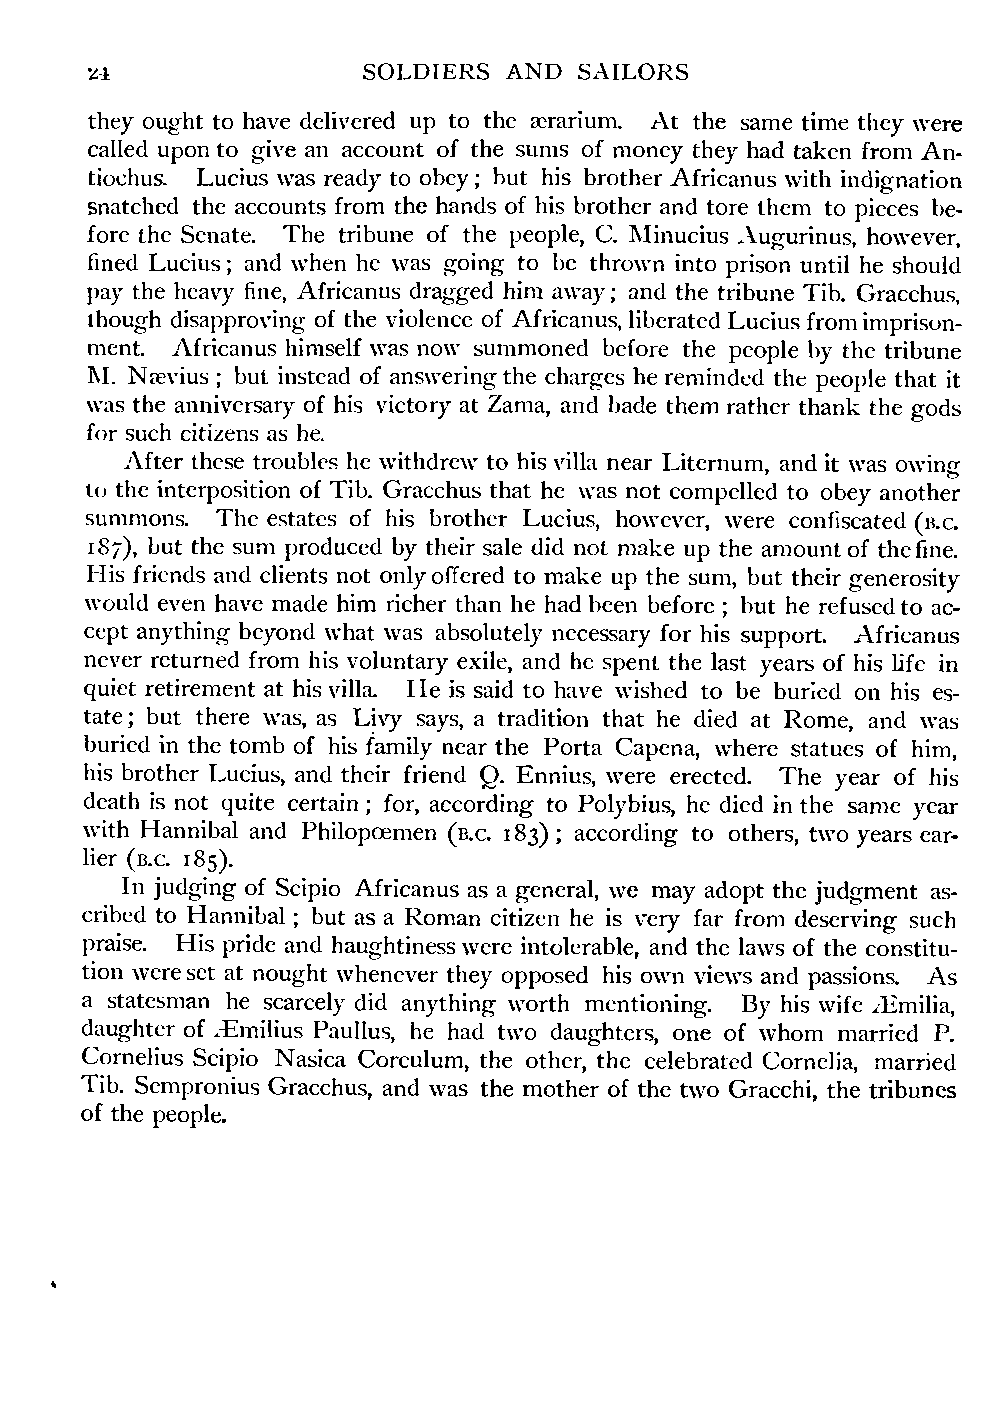 24 SOLDIERS AND SAILORS
they ought to have delivered up to the ærarium. At the same time they were
called upon to give an account of the sums of money they had taken from An-
tiochus. Lucius was ready to obey; but his brother Africanus with indignation
snatched the accounts from the hands of his brother and tore them to pieces be-
fore the Senate. The tribune of the people, C. Minucius Augurinus, however,
fined Lucius; and when he was going to be thrown into prison until he should
pay the heavy fine, Africanus dragged him away; and the tribune Tib. Gracchus,
though disapproving of the violence of Africanus, liberated Lucius from imprison-
ment. Africanus himself was now summoned before the people by the tribune
M. Nævius; but instead of answering the charges he reminded the people that it
was the anniversary of his victory at Zama, and bade them rather thank the gods
for such citizens as he.
After these troubles he withdrew to his villa near Liternum, and it was owing
to the interposition of Tib. Gracchus that he was not compelled to obey another
summons. The estates of his brother Lucius, however, were confiscated (B.C.
187), but the sum produced by their sale did not make up the amount of the fine.
His friends and clients not only offered to make up the sum, but their generosity
would even have made him richer than he had been before; but he refused to ac-
cept anything beyond what was absolutely necessary for his support. Africanus
never returned from his voluntary exile, and he spent the last years of his life in
quiet retirement at his villa. He is said to have wished to be buried on his es-
tate; but there was, as Livy says, a tradition that he died at Rome, and was
buried in the tomb of his family near the Porta Capena, where statues of him,
his brother Lucius, and their friend Q. Ennius, were erected. The year of his
death is not quite certain; for, according to Polybius, he died in the same year
with Hannibal and Philopœmen (B.C. 183); according to others, two years ear-
lier (B.C. 185).
In judging of Scipio Africanus as a general, we may adopt the judgment as-
cribed to Hannibal; but as a Roman citizen he is very far from deserving such
praise. His pride and haughtiness were intolerable, and the laws of the constitu-
tion were set at nought whenever they opposed his own views and passions. As
a statesman he scarcely did anything worth mentioning. By his wife Æmilia,
daughter of Æmilius Paullus, he had two daughters, one of whom married P.
Cornelius Scipio Nasica Corculum, the other, the celebrated Cornelia, married
Tib. Sempronius Gracchus, and was the mother of the two Gracchi, the tribunes
of the people.